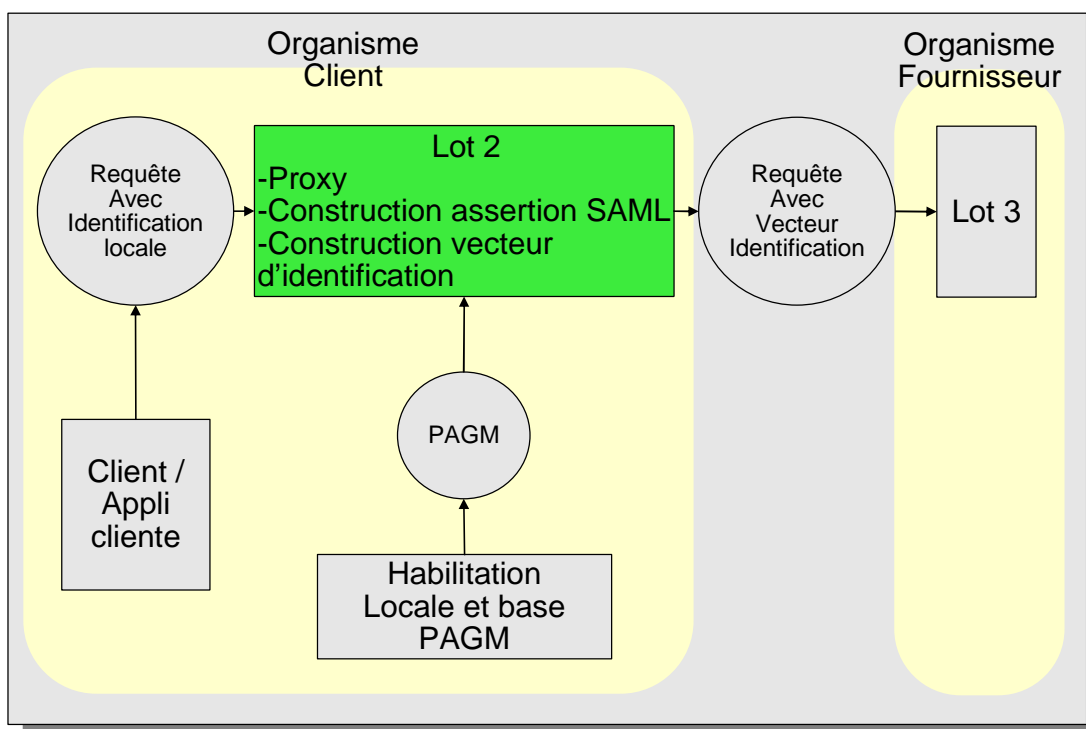 Organisme
Client
Organisme
Fournisseur
Requête
Avec
Identification
locale
Lot 2
-Proxy
-Construction assertion SAML
-Construction vecteur
d'identification
Requête
Avec
Vecteur
Identification
Lot 3
PAGM
Client /
Appli
cliente
Habilitation
Locale et base
PAGM